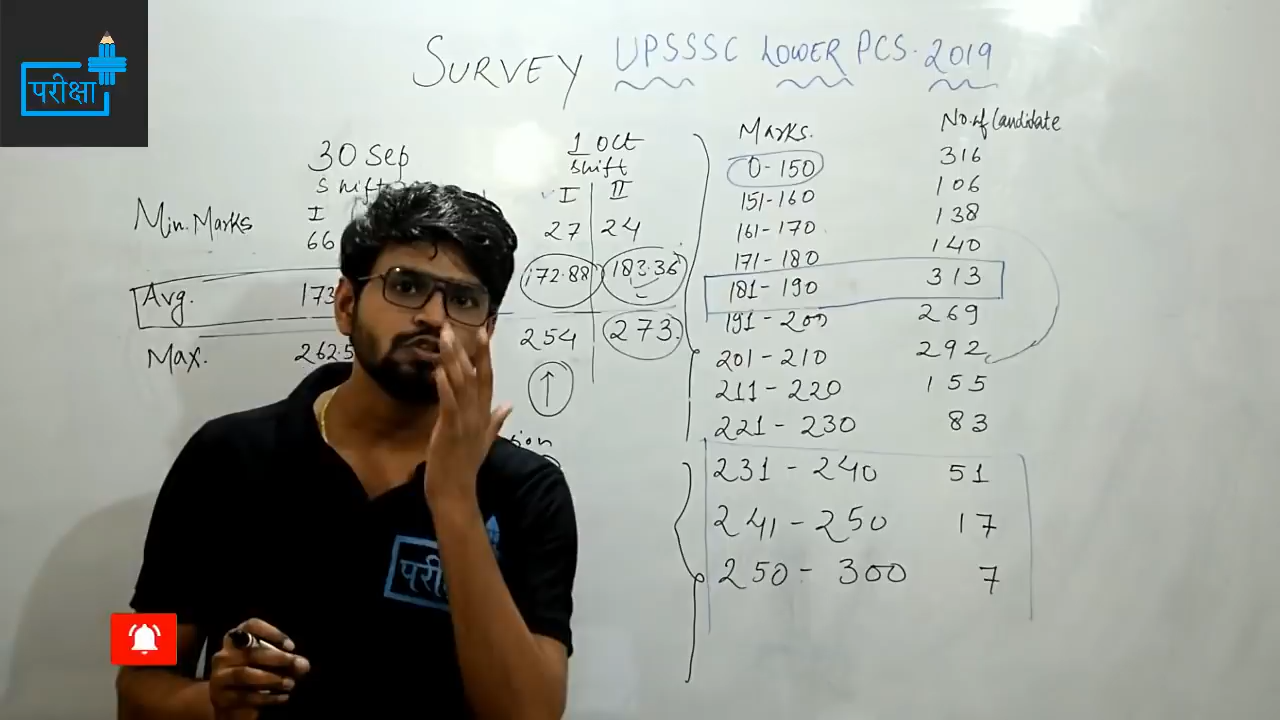 परीक्षा
SURVEY UPSSSC LOWER PCS-2019
30 Sep
Shift
I
Min. Marks 66
Avg. 173
Max. 262.5
1 Oct
shift
I II
27 24
172.88 183.36
254 273.
Marks. No. of Candidate
0-150 316
151-160 106
161-170 138
171-180 140
181-190 313
191-200 269
201-210 292
211-220 155
221-230 83
231-240 51
241-250 17
250-300 7
परी